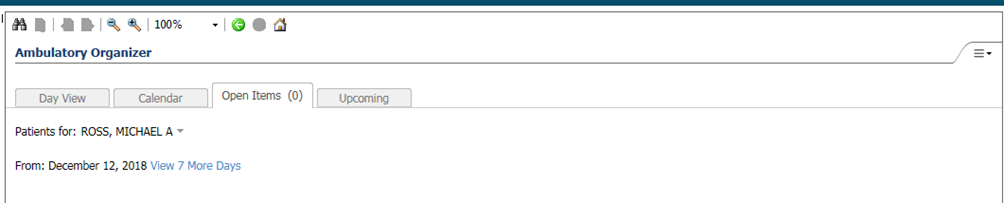 100%
Ambulatory Organizer
Day View Calendar Open Items (0) Upcoming
Patients for: ROSS, MICHAEL A
From: December 12, 2018 View 7 More Days